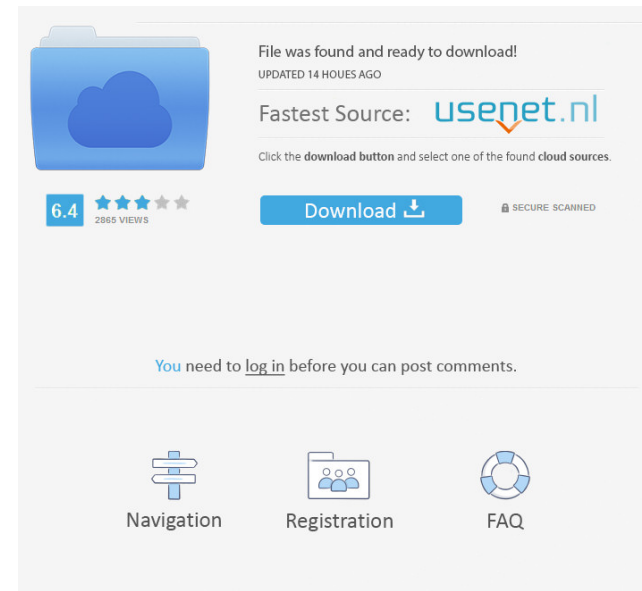 File was found and ready to download!
UPDATED 14 HOUES AGO
Fastest Source: usenet.nl
Click the download button and select one of the found cloud sources.
6.4
2865 VIEWS
Download
SECURE SCANNED
You need to log in before you can post comments.
Navigation
Registration
FAQ